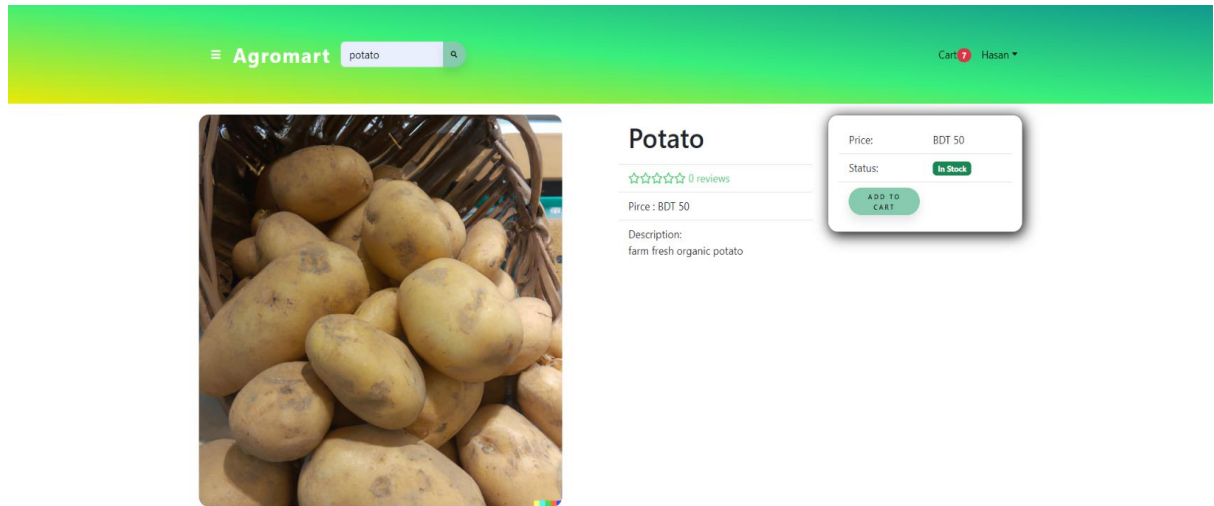 ≡ Agromart potato Cart 7 Hasan
Potato
0 reviews
Pirce : BDT 50
Description:
farm fresh organic potato
Price: BDT 50
Status: In Stock
ADD TO
CART